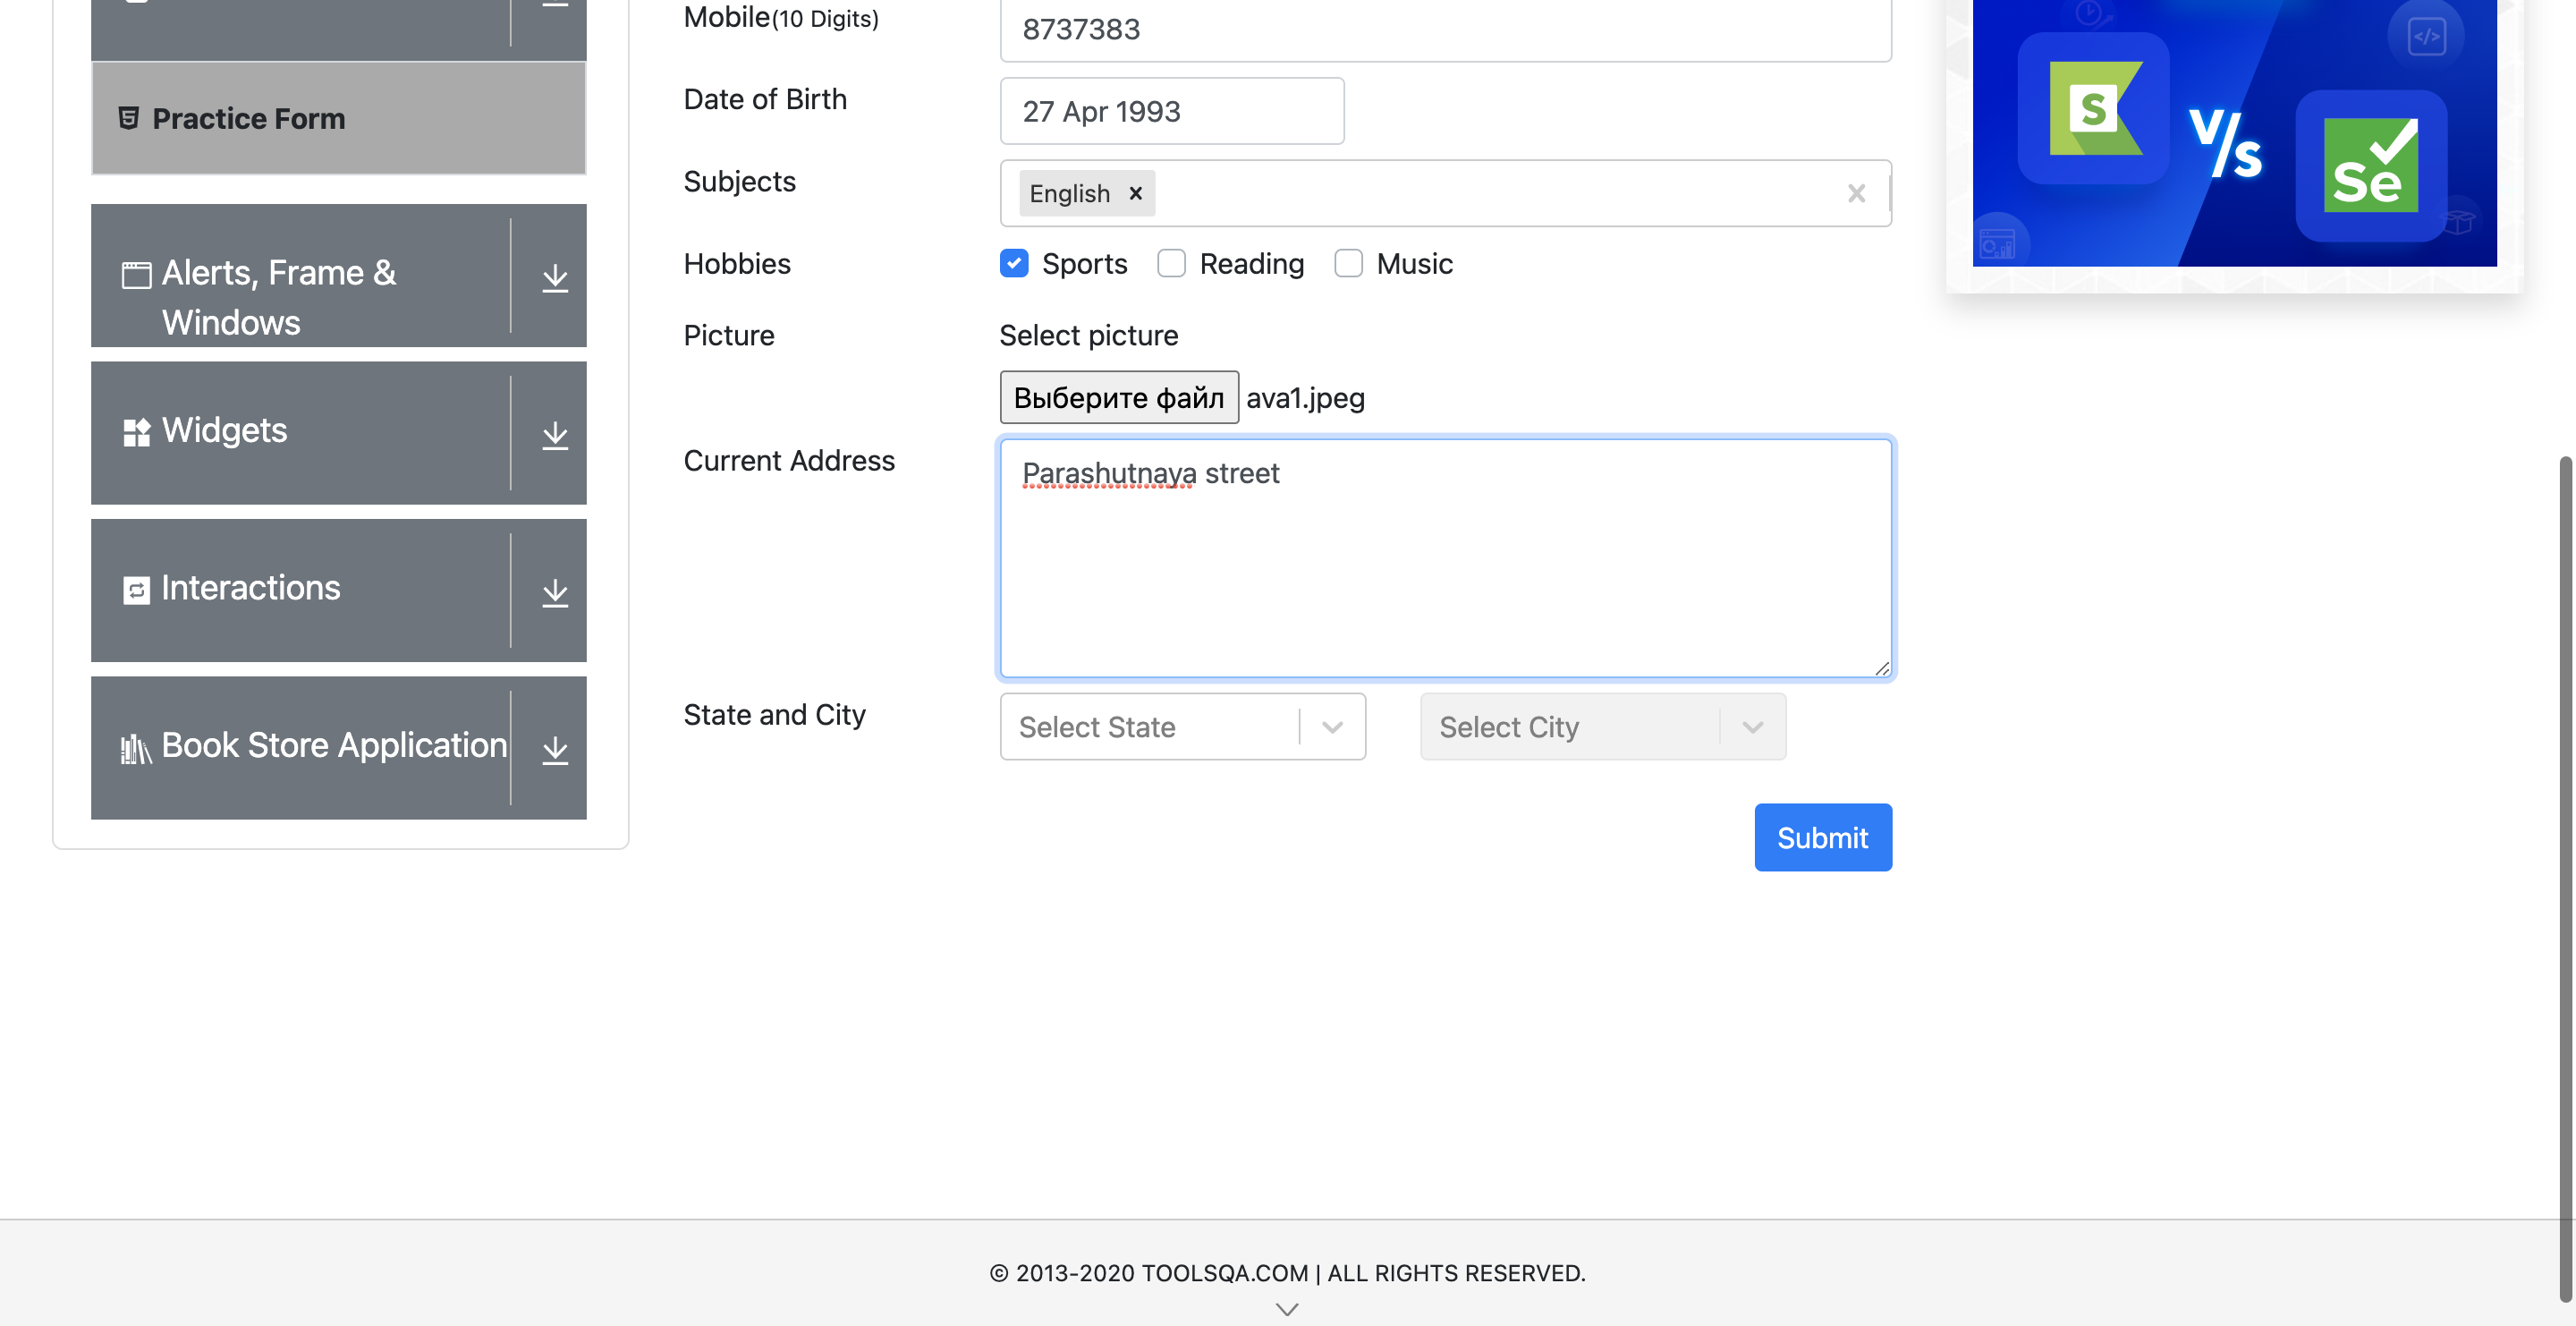 Practice Form
Alerts, Frame &
Windows
Widgets
Interactions
Book Store Application
Mobile(10 Digits)
8737383
Date of Birth
27 Apr 1993
Subjects
English ×
Hobbies
Sports
Reading
Music
Picture
Select picture
Выберите файл ava1.jpeg
Current Address
Parashutnaya street
State and City
Select State
Select City
Submit
S
V/s
Se
</>
© 2013-2020 TOOLSQA.COM | ALL RIGHTS RESERVED.